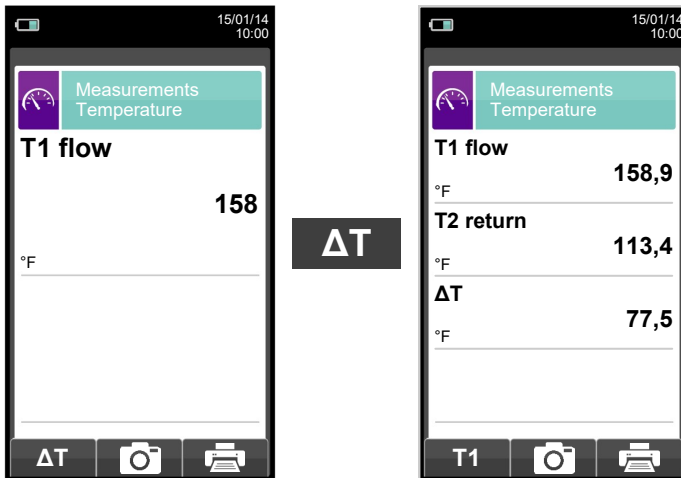 15/01/14
10:00
Measurements
Temperature
T1 flow
158
°F
ΔT
ΔT
15/01/14
10:00
Measurements
Temperature
T1 flow
158,9
°F
T2 return
113,4
°F
ΔT
77,5
°F
T1